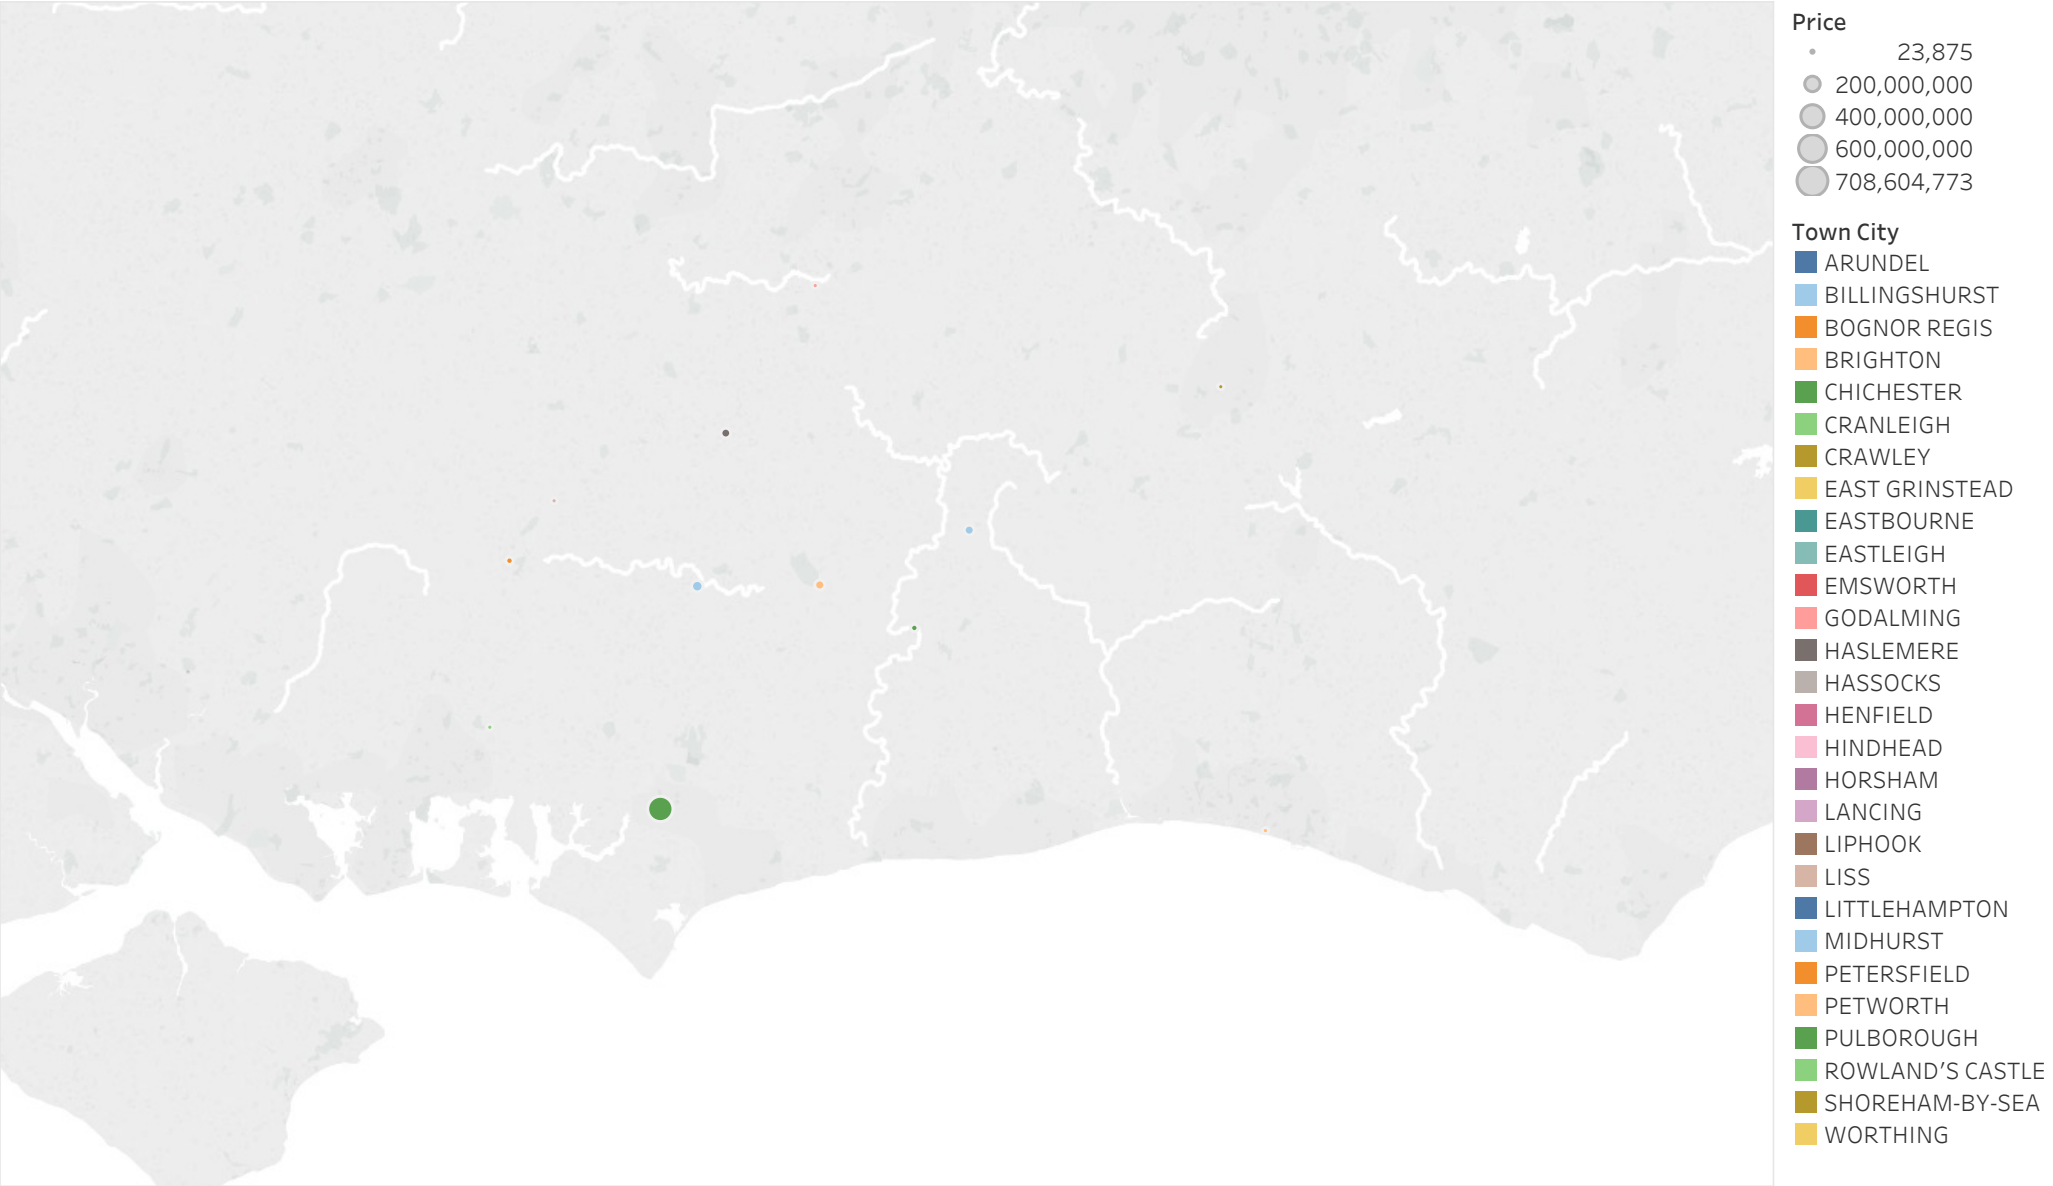 Price
23,875
200,000,000
400,000,000
600,000,000
708,604,773
Town City
ARUNDEL
BILLINGSHURST
BOGNOR REGIS
BRIGHTON
CHICHESTER
CRANLEIGH
CRAWLEY
EAST GRINSTEAD
EASTBOURNE
EASTLEIGH
EMSWORTH
GODALMING
HASLEMERE
HASSOCKS
HENFIELD
HINDHEAD
HORSHAM
LANCING
LIPHOOK
LISS
LITTLEHAMPTON
MIDHURST
PETERSFIELD
PETWORTH
PULBOROUGH
ROWLAND’S CASTLE
SHOREHAM-BY-SEA
WORTHING